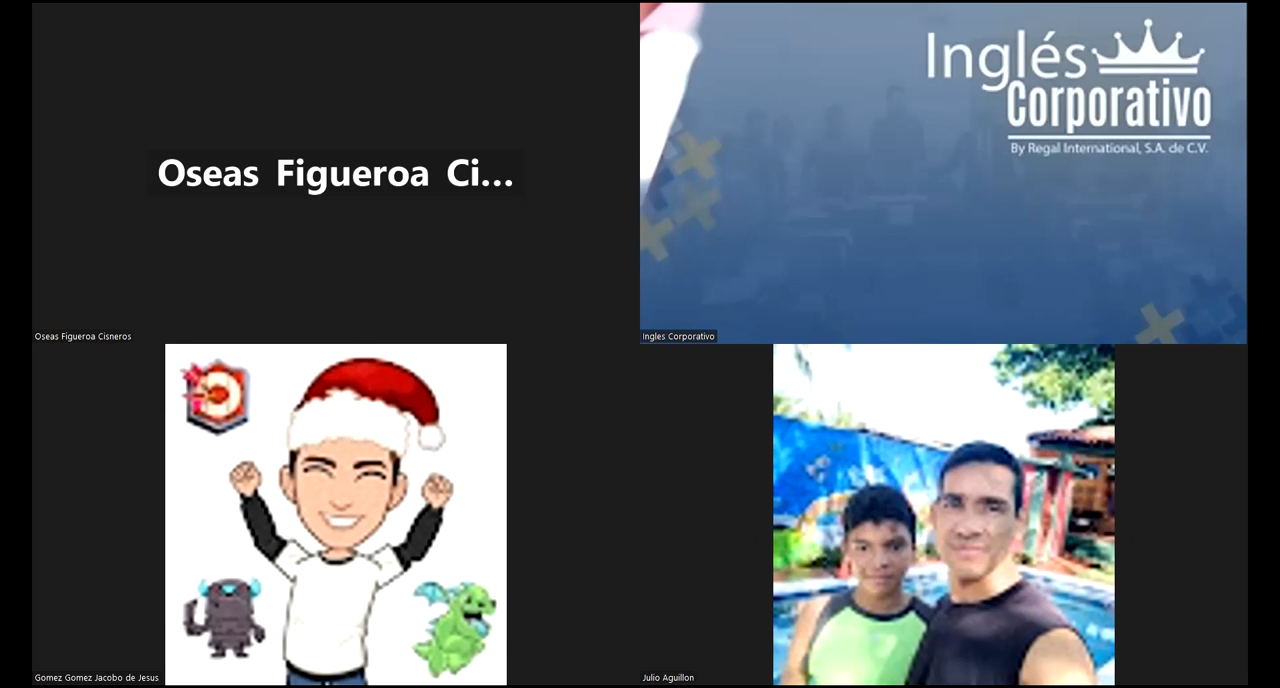 Oseas Figueroa Ci...
Oseas Figueroa Cisneros
Inglés
Corporativo
By Regal International, S.A. de C.V.
Ingles Corporativo
Gomez Gomez Jacobo de Jesus
Julio Aguillon